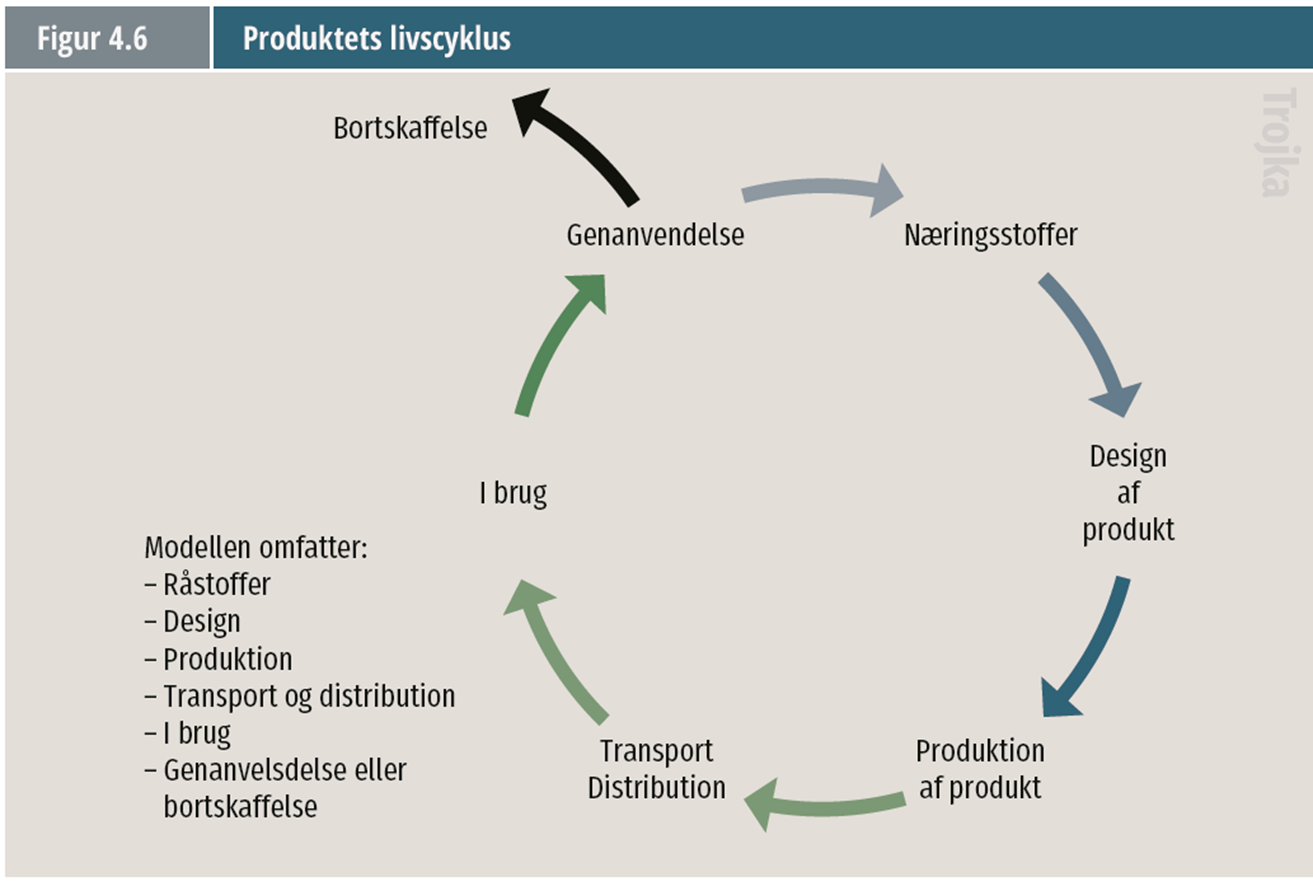 Figur 4.6
Produktets livscyklus
Trojka
Bortskaffelse
Genanvendelse
Næringsstoffer
Design
af
produkt
Produktion
af produkt
Transport
Distribution
I brug
Modellen omfatter:
– Råstoffer
– Design
– Produktion
– Transport og distribution
– I brug
– Genanvelsdelse eller
bortskaffelse